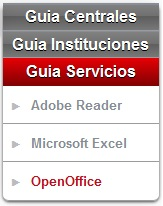 Guia Centrales
Guia Instituciones
Guia Servicios
Adobe Reader
Microsoft Excel
OpenOffice